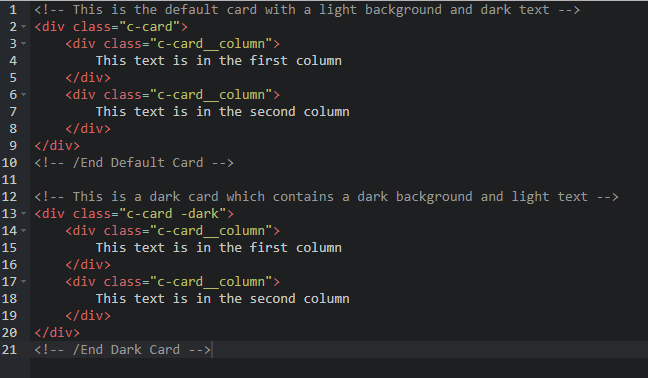 1 <!-- This is the default card with a light background and dark text -->
2 <div class="c-card">
3     <div class="c-card__column">
4         This text is in the first column
5     </div>
6     <div class="c-card__column">
7         This text is in the second column
8     </div>
9 </div>
10 <!-- /End Default Card -->
11
12 <!-- This is a dark card which contains a dark background and light text -->
13 <div class="c-card -dark">
14     <div class="c-card__column">
15         This text is in the first column
16     </div>
17     <div class="c-card__column">
18         This text is in the second column
19     </div>
20 </div>
21 <!-- /End Dark Card -->